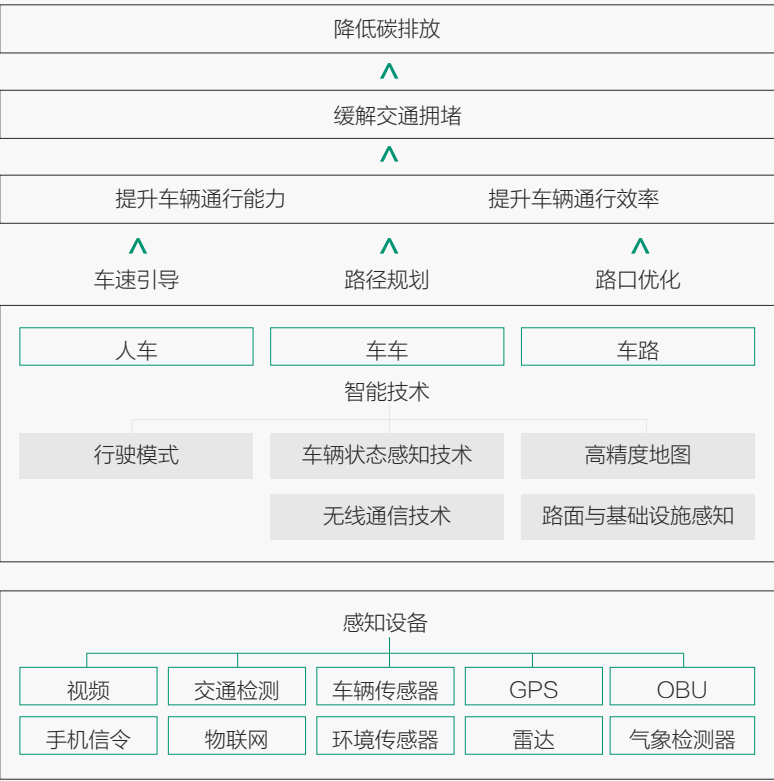 降低碳排放
缓解交通拥堵
提升车辆通行能力 提升车辆通行效率
车速引导 路径规划 路口优化
人车 车车 车路
智能技术
行驶模式 车辆状态感知技术 高精度地图
无线通信技术 路面与基础设施感知
感知设备
视频 交通检测 车辆传感器 GPS OBU
手机信令 物联网 环境传感器 雷达 气象检测器